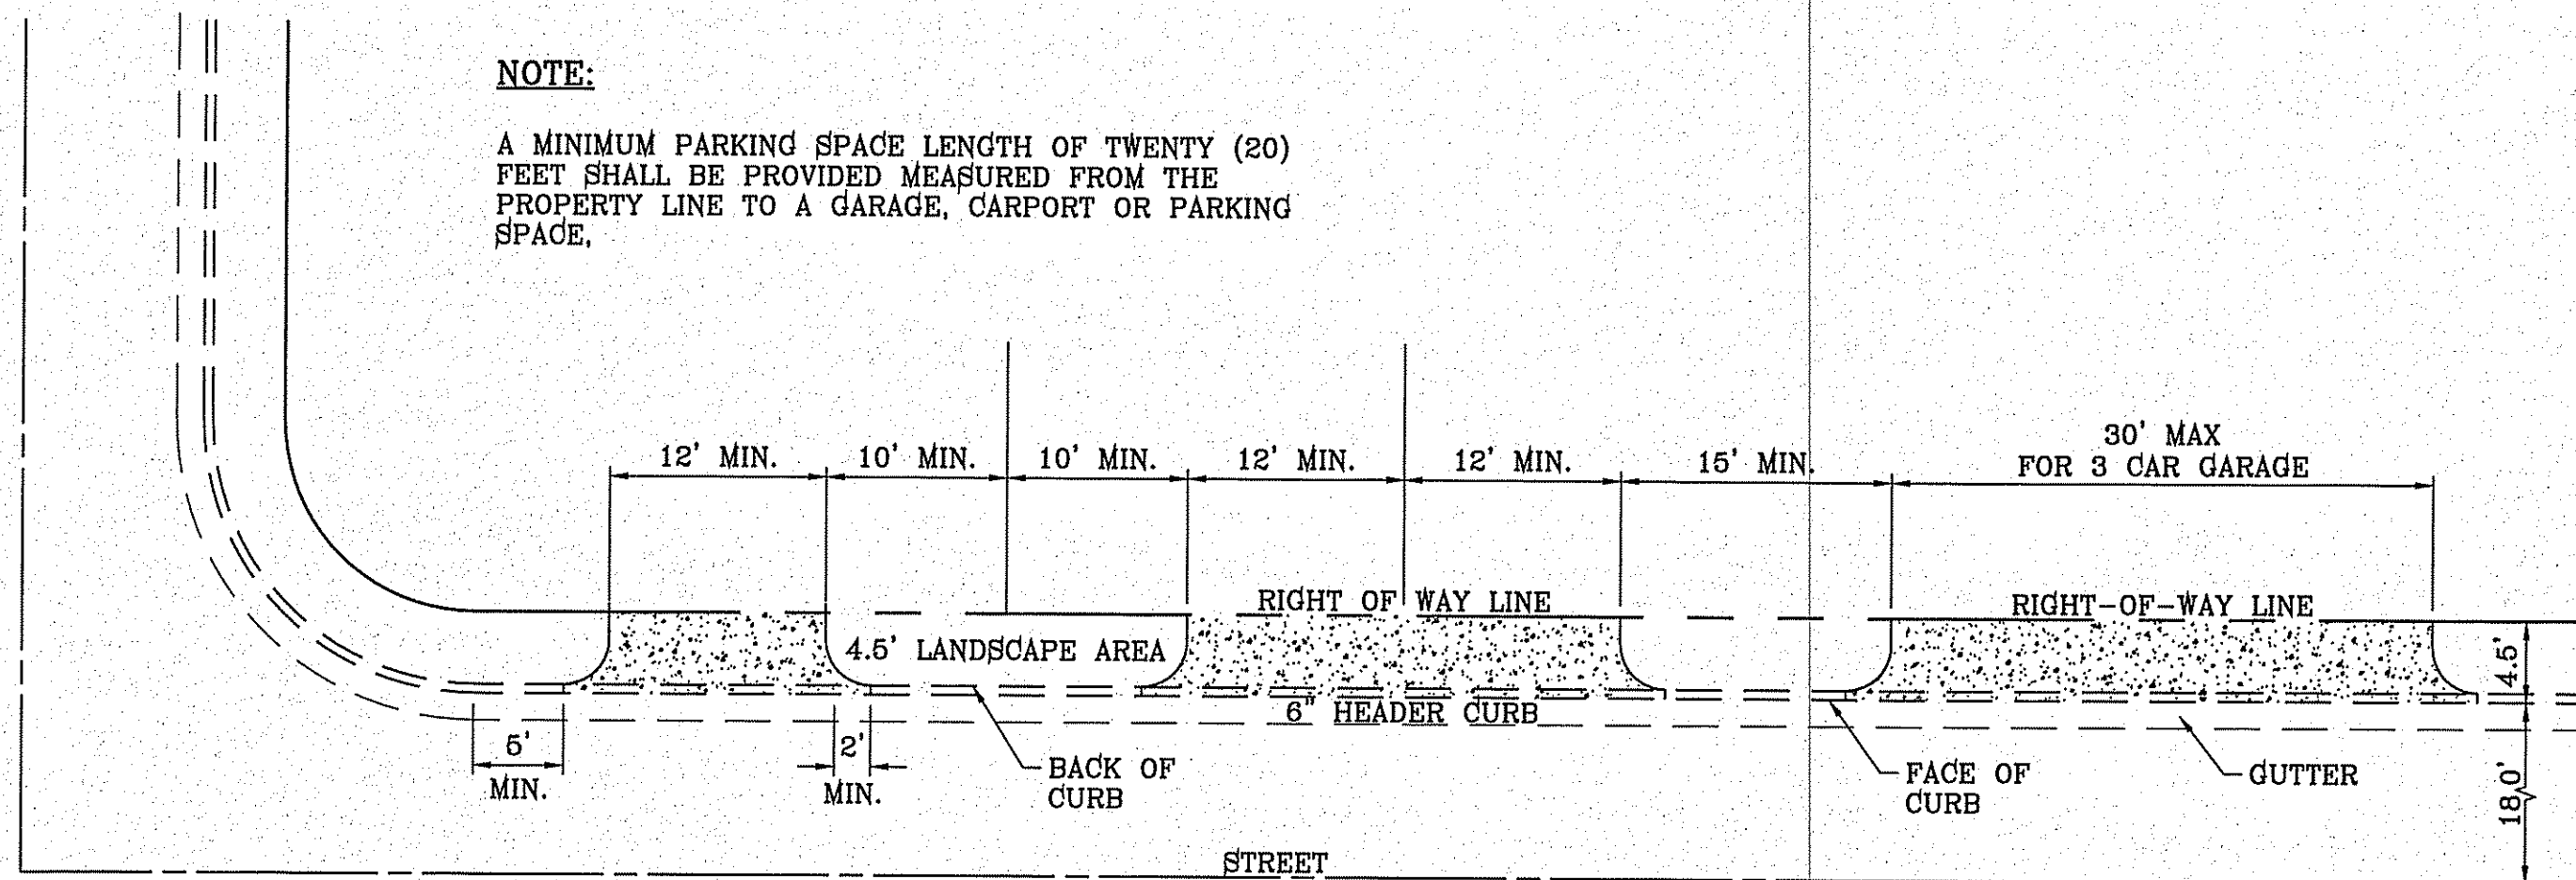 NOTE:
A MINIMUM PARKING SPACE LENGTH OF TWENTY (20)
FEET SHALL BE PROVIDED MEASURED FROM THE
PROPERTY LINE TO A GARAGE, CARPORT OR PARKING
SPACE.
12' MIN.
10' MIN.
10' MIN.
12' MIN.
12' MIN.
15' MIN.
30' MAX
FOR 3 CAR GARAGE
RIGHT OF WAY LINE
RIGHT-OF-WAY LINE
4.5' LANDSCAPE AREA
4.5'
6" HEADER CURB
5'
MIN.
2'
MIN.
BACK OF
CURB
FACE OF
CURB
GUTTER
18.0'
STREET